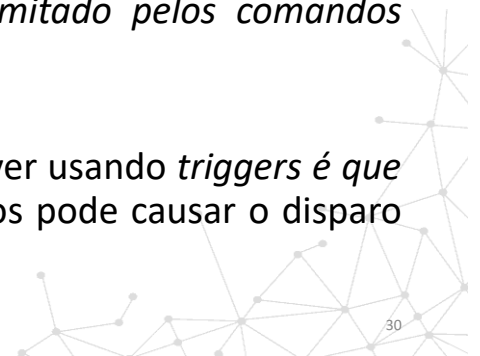 mitado pelos comandos
ver usando triggers é que
os pode causar o disparo
30